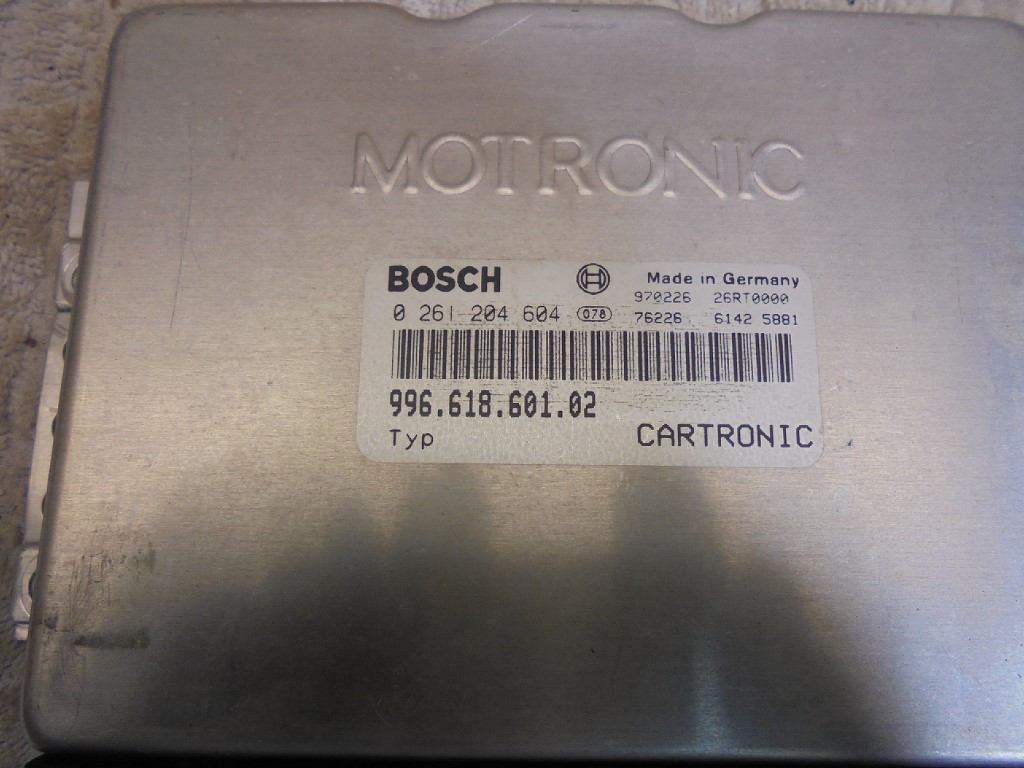 MOTRONIC
BOSCH Made in Germany
970226 26RT0000
0 261 204 604 078 76226 6142 5881
996.618.601.02
Typ CARTRONIC